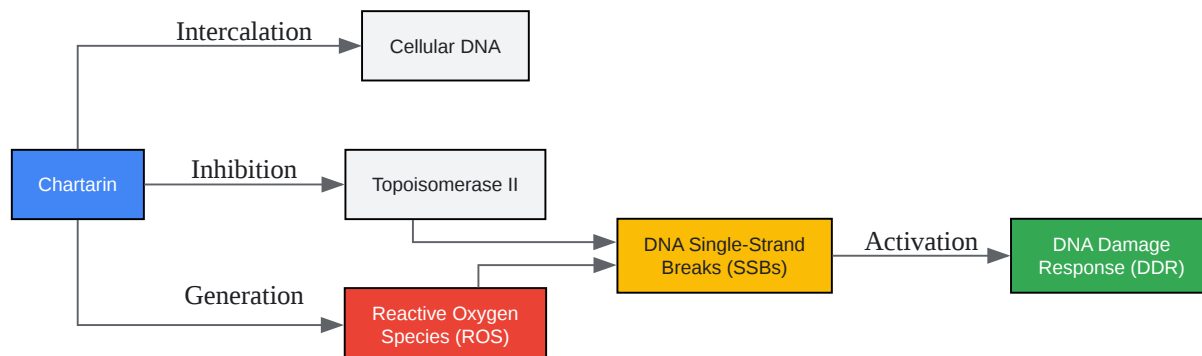 Intercalation
Cellular DNA
Chartarin
Inhibition
Topoisomerase II
DNA Single-Strand
Breaks (SSBs)
Activation
DNA Damage
Response (DDR)
Generation
Reactive Oxygen
Species (ROS)